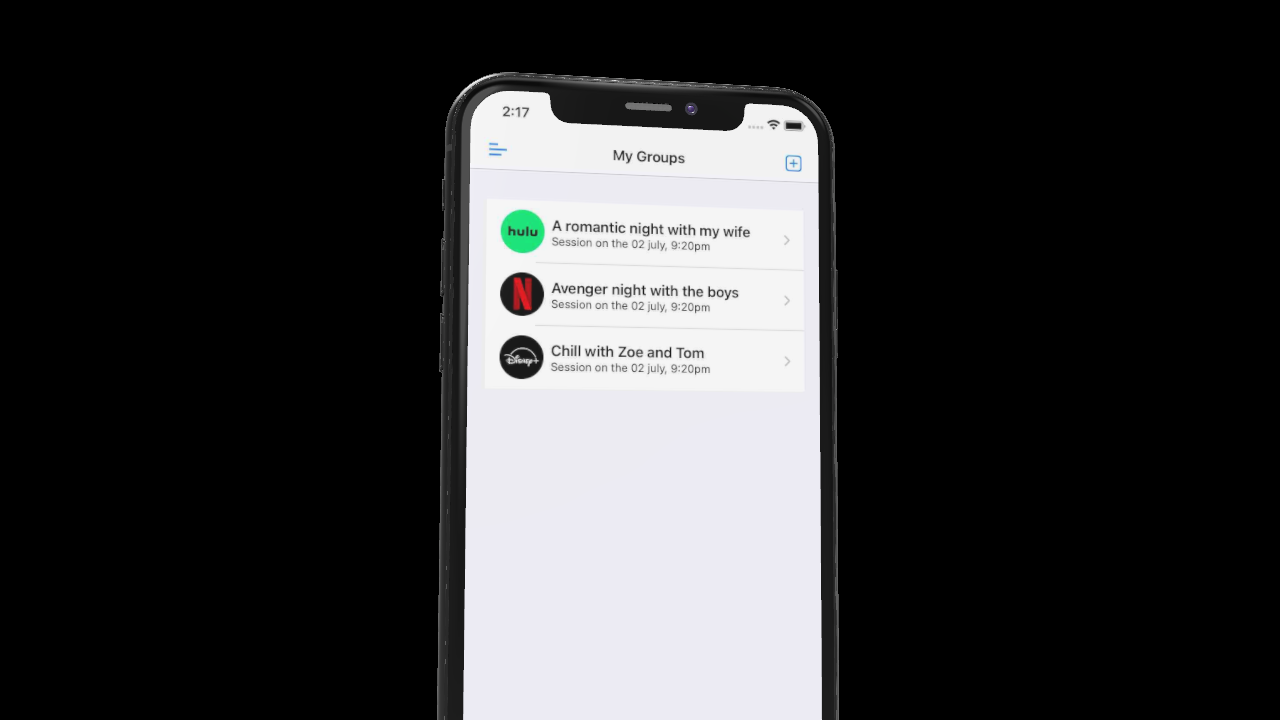 2:17
My Groups
hulu
A romantic night with my wife
Session on the 02 july, 9:20pm
N
Avenger night with the boys
Session on the 02 july, 9:20pm
Disney+
Chill with Zoe and Tom
Session on the 02 july, 9:20pm